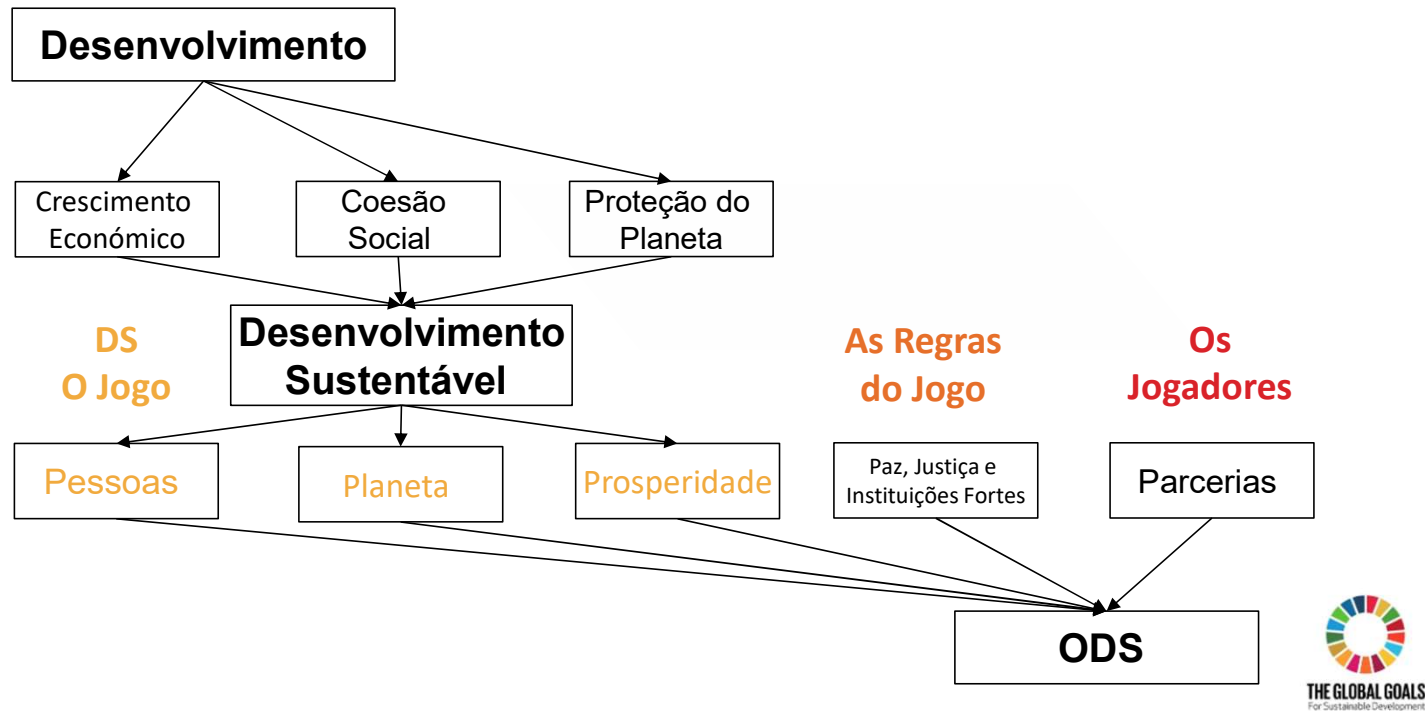 Desenvolvimento
Crescimento
Económico
Coesão
Social
Proteção do
Planeta
DS
O Jogo
Desenvolvimento
Sustentável
As Regras
do Jogo
Os
Jogadores
Pessoas
Planeta
Prosperidade
Paz, Justiça e
Instituições Fortes
Parcerias
ODS
THE GLOBAL GOALS
For Sustainable Development